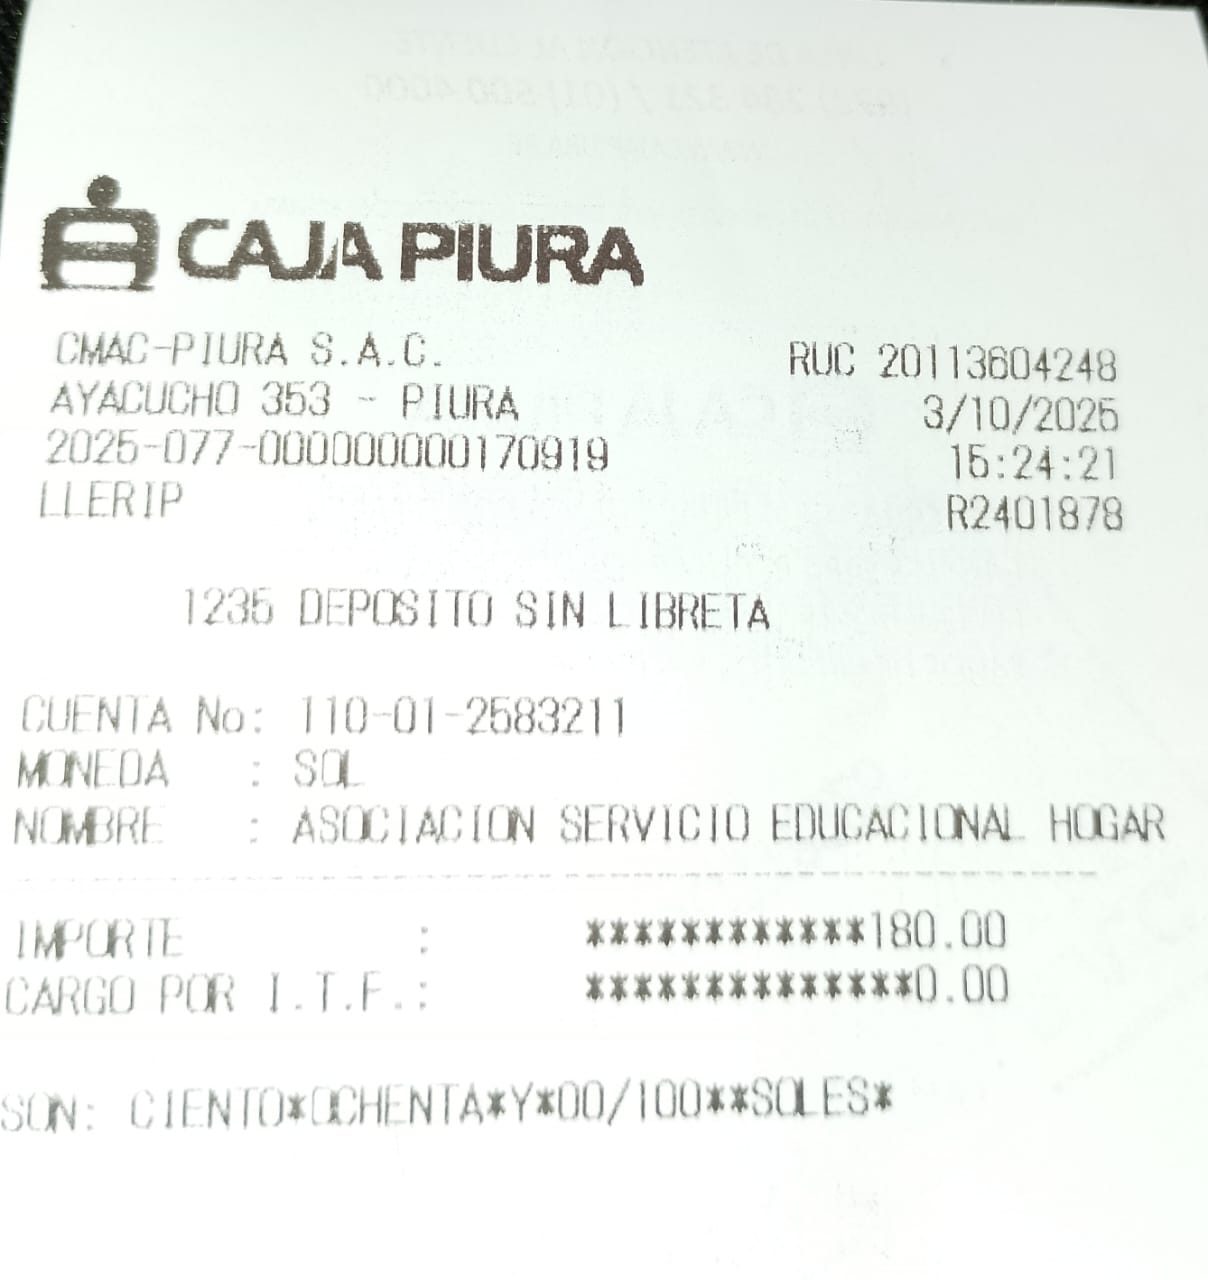 CAJA PIURA
CMAC-PIURA S.A.C. RUC 20113604248
AYACUCHO 353 - PIURA 3/10/2025
2025-077-000000000170919 15:24:21
LLERIP R2401878
1235 DEPOSITO SIN LIBRETA
CUENTA No: 110-01-2583211
MONEDA : SOL
NOMBRE : ASOCIACION SERVICIO EDUCACIONAL HOGAR
IMPORTE : ************180.00
CARGO POR I.T.F.: **************0.00
SON: CIENTO*OCHENTA*Y*00/100**SOLES*